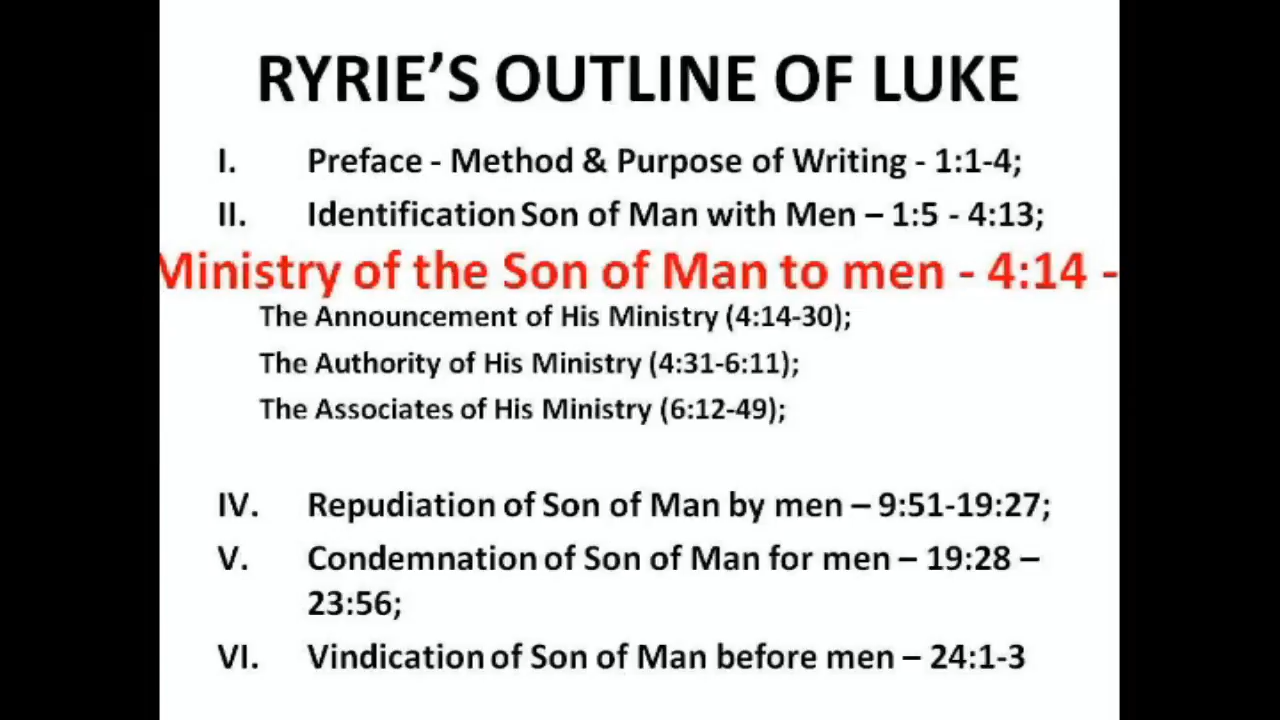 RYRIE'S OUTLINE OF LUKE
I. Preface - Method & Purpose of Writing - 1:1-4;
II. Identification Son of Man with Men – 1:5 - 4:13;
Ministry of the Son of Man to men - 4:14 -
The Announcement of His Ministry (4:14-30);
The Authority of His Ministry (4:31-6:11);
The Associates of His Ministry (6:12-49);
IV. Repudiation of Son of Man by men – 9:51-19:27;
V. Condemnation of Son of Man for men – 19:28 –
23:56;
VI. Vindication of Son of Man before men – 24:1-3